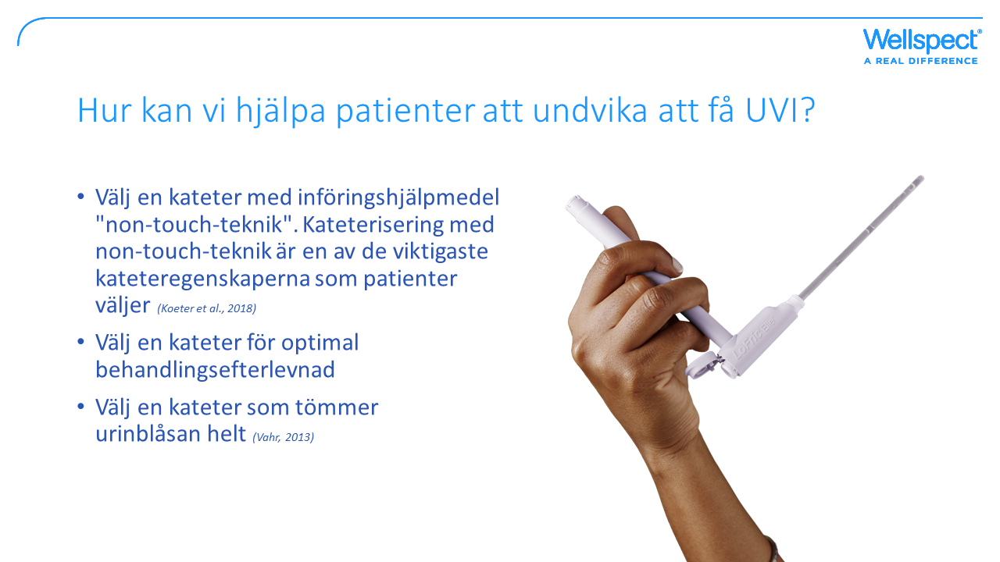 Wellspect®
A REAL DIFFERENCE
Hur kan vi hjälpa patienter att undvika att få UVI?
• Välj en kateter med införingshjälpmedel
"non-touch-teknik". Kateterisering med
non-touch-teknik är en av de viktigaste
kateteregenskaperna som patienter
väljer (Koeter et al., 2018)
• Välj en kateter för optimal
behandlingsefterlevnad
• Välj en kateter som tömmer
urinblåsan helt (Vahr, 2013)
LoFric Elle